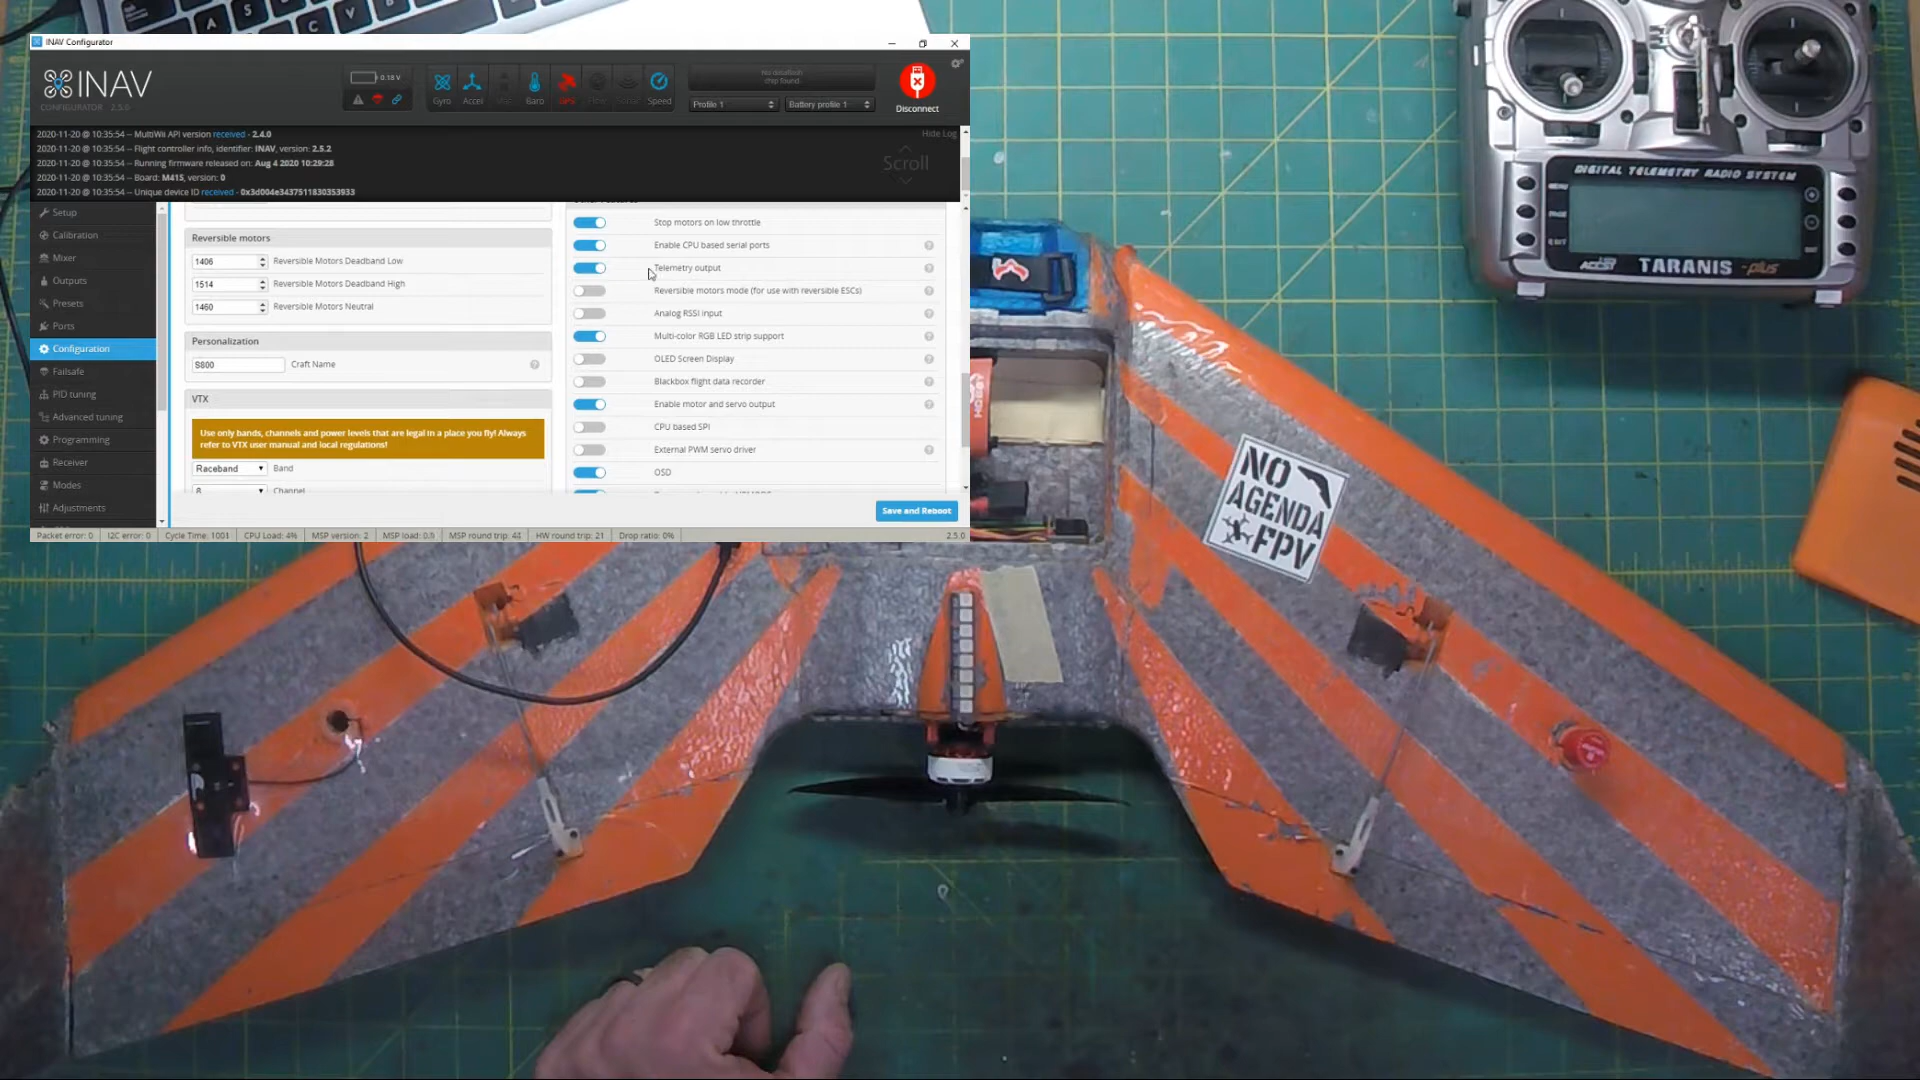 A S
X C V B
INAV Configurator
INAV
CONFIGURATOR 2.5.0
0.18 V
Gyro Accel Baro GPS Speed
No dataflash
chip found
Profile 1 Battery profile 1
Disconnect
2020-11-20 @ 10:35:54 -- MultiWii API version received - 2.4.0
Hide Log
2020-11-20 @ 10:35:54 -- Flight controller info, identifier: INAV, version: 2.5.2
2020-11-20 @ 10:35:54 -- Running firmware released on: Aug 4 2020 10:29:28
Scroll
2020-11-20 @ 10:35:54 -- Board: M415, version: 0
2020-11-20 @ 10:35:54 -- Unique device ID received - 0x3d004e3437511830353933
Setup
Calibration
Mixer
Outputs
Presets
Ports
Configuration
Failsafe
PID tuning
Advanced tuning
Programming
Receiver
Modes
Adjustments
Reversible motors
1406 Reversible Motors Deadband Low
1514 Reversible Motors Deadband High
1460 Reversible Motors Neutral
Personalization
S800 Craft Name
VTX
Use only bands, channels and power levels that are legal in a place you fly! Always
refer to VTX user manual and local regulations!
Raceband Band
8 Channel
Stop motors on low throttle
Enable CPU based serial ports
Telemetry output
Reversible motors mode (for use with reversible ESCs)
Analog RSSI input
Multi-color RGB LED strip support
OLED Screen Display
Blackbox flight data recorder
Enable motor and servo output
CPU based SPI
External PWM servo driver
OSD
Save and Reboot
Packet error: 0 I2C error: 0 Cycle Time: 1001 CPU Load: 4% MSP version: 2 MSP load: 0.9 MSP round trip: 44 HW round trip: 21 Drop ratio: 0% 2.5.0
DIGITAL TELEMETRY RADIO SYSTEM
MENU
PAGE
EXIT
ACCST TARANIS plus
HOBBY
NO
AGENDA
FPV